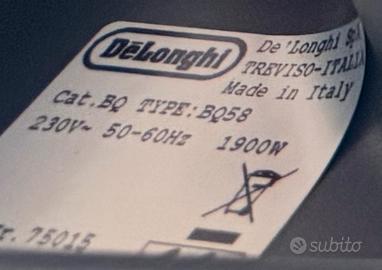 DeLonghi
De'Longhi S.p.A
TREVISO-ITALIA
Made in Italy
Cat.BQ TYPE:BQ58
230V~ 50-60Hz 1900W
75015
subito